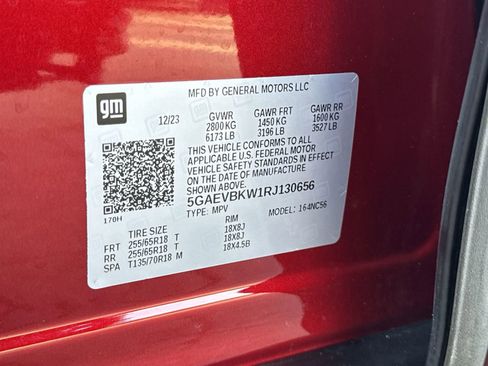 gm
MFD BY GENERAL MOTORS LLC
12/23 GVWR GAWR FRT GAWR RR
2800 KG 1450 KG 1600 KG
6173 LB 3196 LB 3527 LB
THIS VEHICLE CONFORMS TO ALL
APPLICABLE U.S. FEDERAL MOTOR
VEHICLE SAFETY STANDARDS IN EFFECT
ON THE DATE OF MANUFACTURE
SHOWN ABOVE.
5GAEVBKW1RJ130656
170H TYPE: MPV MODEL: 164NC56
TIRE SIZE RIM
FRT 255/65R18 T 18X8J
RR 255/65R18 T 18X8J
SPA T135/70R18 M 18X4.5B